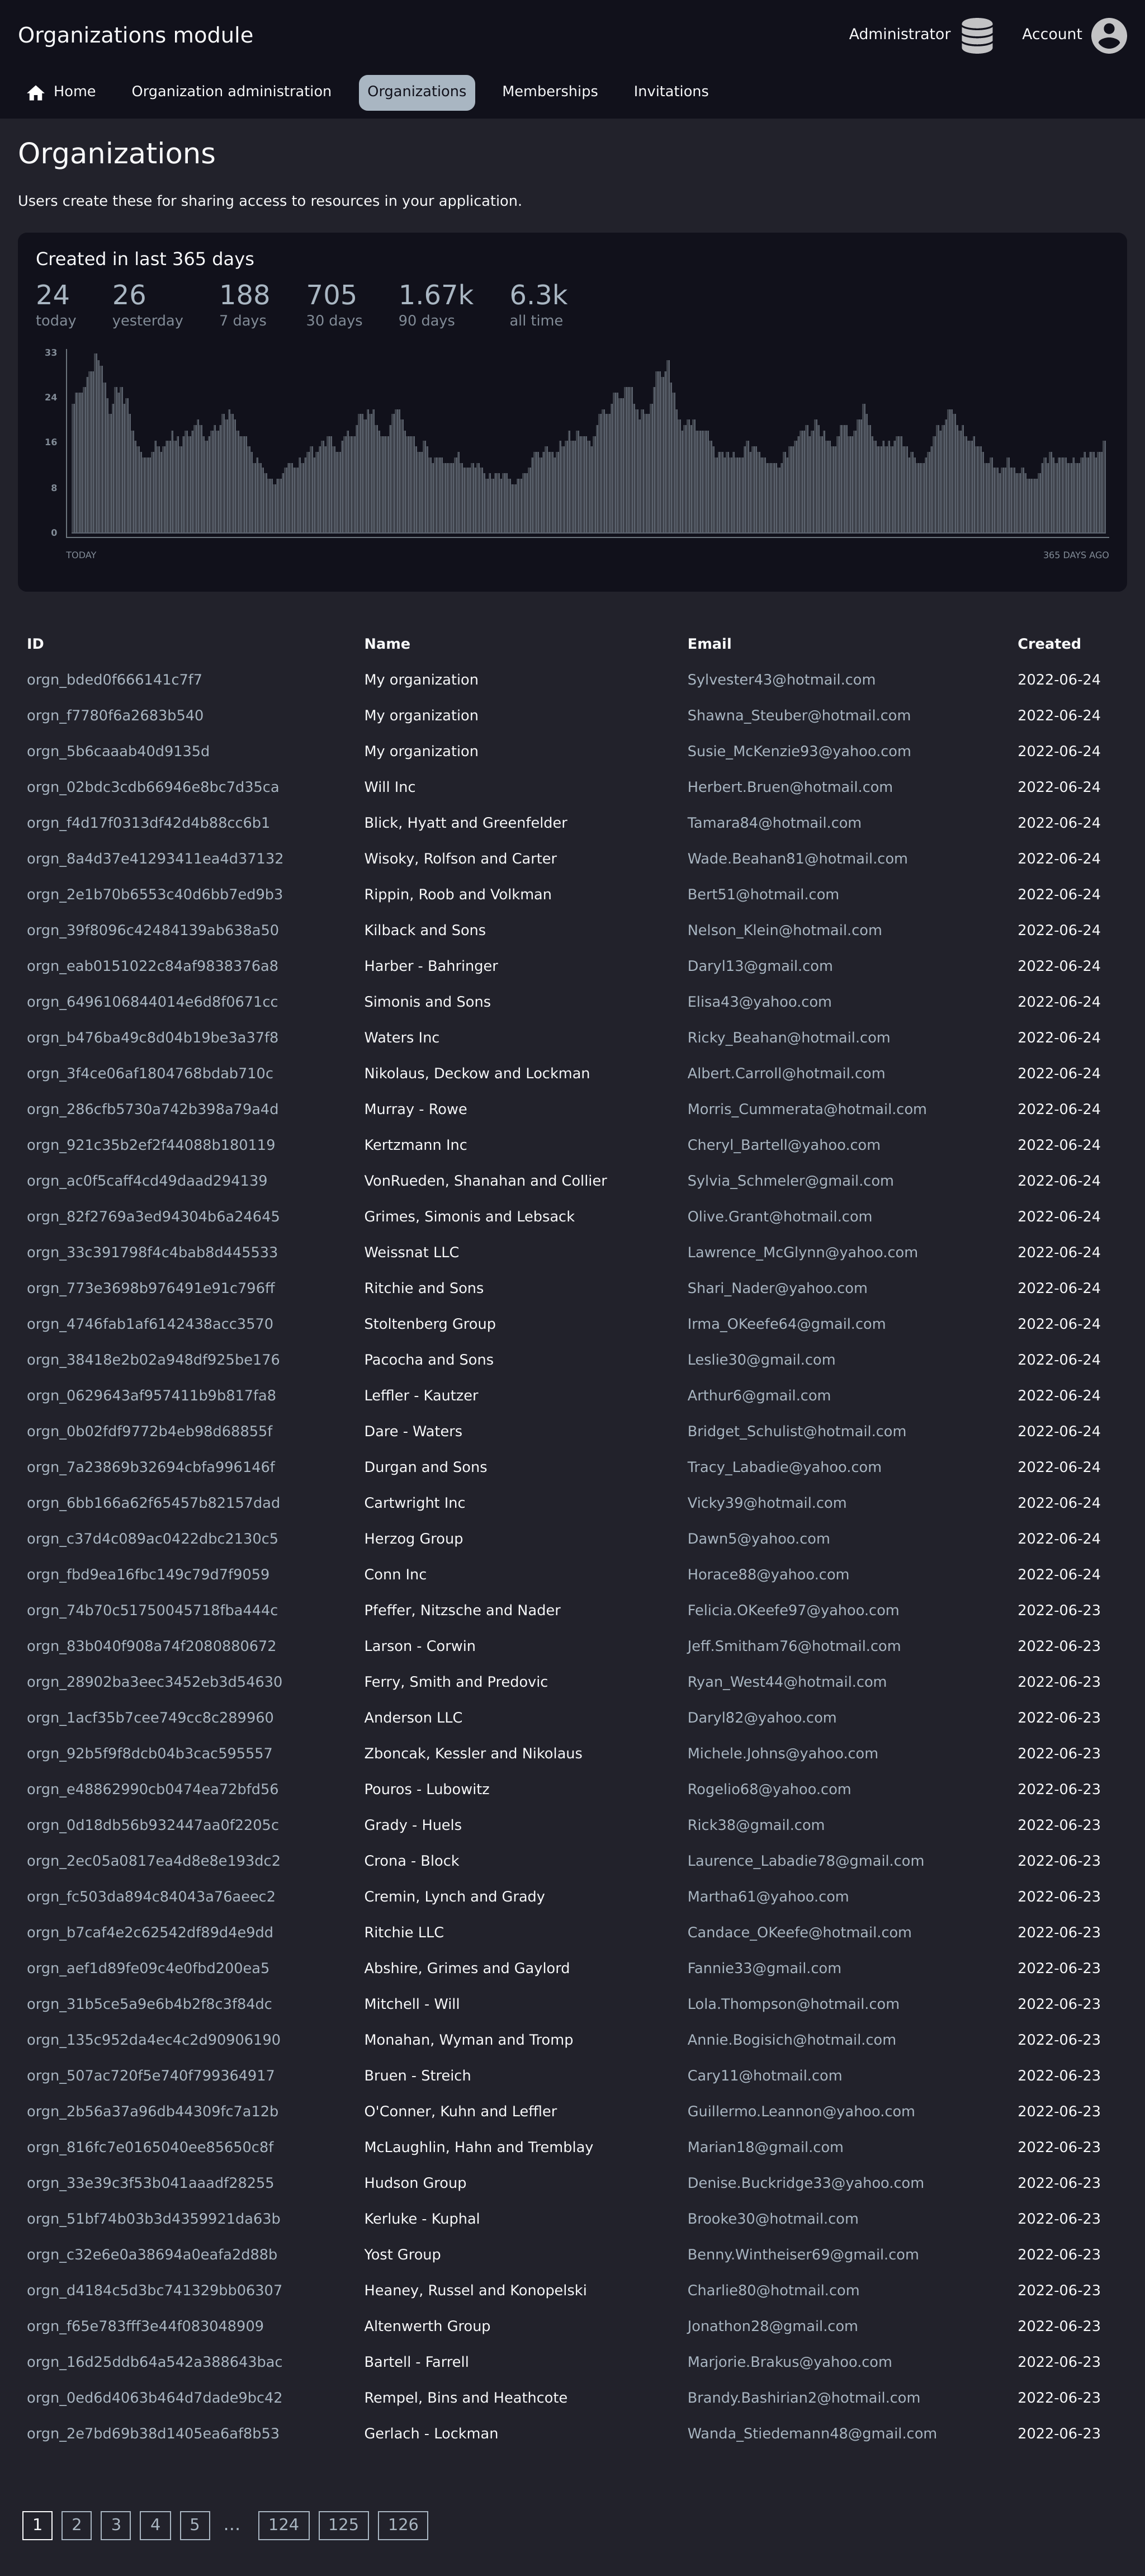 Organizations module
Administrator
Account
Home
Organization administration
Organizations
Memberships
Invitations
Organizations
Users create these for sharing access to resources in your application.
Created in last 365 days
24 26 188 705 1.67k 6.3k
today yesterday 7 days 30 days 90 days all time
33
24
16
8
0
TODAY 365 DAYS AGO
ID Name Email Created
orgn_bded0f666141c7f7 My organization Sylvester43@hotmail.com 2022-06-24
orgn_f7780f6a2683b540 My organization Shawna_Steuber@hotmail.com 2022-06-24
orgn_5b6caaab40d9135d My organization Susie_McKenzie93@yahoo.com 2022-06-24
orgn_02bdc3cdb66946e8bc7d35ca Will Inc Herbert.Bruen@hotmail.com 2022-06-24
orgn_f4d17f0313df42d4b88cc6b1 Blick, Hyatt and Greenfelder Tamara84@hotmail.com 2022-06-24
orgn_8a4d37e41293411ea4d37132 Wisoky, Rolfson and Carter Wade.Beahan81@hotmail.com 2022-06-24
orgn_2e1b70b6553c40d6bb7ed9b3 Rippin, Roob and Volkman Bert51@hotmail.com 2022-06-24
orgn_39f8096c42484139ab638a50 Kilback and Sons Nelson_Klein@hotmail.com 2022-06-24
orgn_eab0151022c84af9838376a8 Harber - Bahringer Daryl13@gmail.com 2022-06-24
orgn_6496106844014e6d8f0671cc Simonis and Sons Elisa43@yahoo.com 2022-06-24
orgn_b476ba49c8d04b19be3a37f8 Waters Inc Ricky_Beahan@hotmail.com 2022-06-24
orgn_3f4ce06af1804768bdab710c Nikolaus, Deckow and Lockman Albert.Carroll@hotmail.com 2022-06-24
orgn_286cfb5730a742b398a79a4d Murray - Rowe Morris_Cummerata@hotmail.com 2022-06-24
orgn_921c35b2ef2f44088b180119 Kertzmann Inc Cheryl_Bartell@yahoo.com 2022-06-24
orgn_ac0f5caff4cd49daad294139 VonRueden, Shanahan and Collier Sylvia_Schmeler@gmail.com 2022-06-24
orgn_82f2769a3ed94304b6a24645 Grimes, Simonis and Lebsack Olive.Grant@hotmail.com 2022-06-24
orgn_33c391798f4c4bab8d445533 Weissnat LLC Lawrence_McGlynn@yahoo.com 2022-06-24
orgn_773e3698b976491e91c796ff Ritchie and Sons Shari_Nader@yahoo.com 2022-06-24
orgn_4746fab1af6142438acc3570 Stoltenberg Group Irma_OKeefe64@gmail.com 2022-06-24
orgn_38418e2b02a948df925be176 Pacocha and Sons Leslie30@gmail.com 2022-06-24
orgn_0629643af957411b9b817fa8 Leffler - Kautzer Arthur6@gmail.com 2022-06-24
orgn_0b02fdf9772b4eb98d68855f Dare - Waters Bridget_Schulist@hotmail.com 2022-06-24
orgn_7a23869b32694cbfa996146f Durgan and Sons Tracy_Labadie@yahoo.com 2022-06-24
orgn_6bb166a62f65457b82157dad Cartwright Inc Vicky39@hotmail.com 2022-06-24
orgn_c37d4c089ac0422dbc2130c5 Herzog Group Dawn5@yahoo.com 2022-06-24
orgn_fbd9ea16fbc149c79d7f9059 Conn Inc Horace88@yahoo.com 2022-06-24
orgn_74b70c51750045718fba444c Pfeffer, Nitzsche and Nader Felicia.OKeefe97@yahoo.com 2022-06-23
orgn_83b040f908a74f2080880672 Larson - Corwin Jeff.Smitham76@hotmail.com 2022-06-23
orgn_28902ba3eec3452eb3d54630 Ferry, Smith and Predovic Ryan_West44@hotmail.com 2022-06-23
orgn_1acf35b7cee749cc8c289960 Anderson LLC Daryl82@yahoo.com 2022-06-23
orgn_92b5f9f8dcb04b3cac595557 Zboncak, Kessler and Nikolaus Michele.Johns@yahoo.com 2022-06-23
orgn_e48862990cb0474ea72bfd56 Pouros - Lubowitz Rogelio68@yahoo.com 2022-06-23
orgn_0d18db56b932447aa0f2205c Grady - Huels Rick38@gmail.com 2022-06-23
orgn_2ec05a0817ea4d8e8e193dc2 Crona - Block Laurence_Labadie78@gmail.com 2022-06-23
orgn_fc503da894c84043a76aeec2 Cremin, Lynch and Grady Martha61@yahoo.com 2022-06-23
orgn_b7caf4e2c62542df89d4e9dd Ritchie LLC Candace_OKeefe@hotmail.com 2022-06-23
orgn_aef1d89fe09c4e0fbd200ea5 Abshire, Grimes and Gaylord Fannie33@gmail.com 2022-06-23
orgn_31b5ce5a9e6b4b2f8c3f84dc Mitchell - Will Lola.Thompson@hotmail.com 2022-06-23
orgn_135c952da4ec4c2d90906190 Monahan, Wyman and Tromp Annie.Bogisich@hotmail.com 2022-06-23
orgn_507ac720f5e740f799364917 Bruen - Streich Cary11@hotmail.com 2022-06-23
orgn_2b56a37a96db44309fc7a12b O'Conner, Kuhn and Leffler Guillermo.Leannon@yahoo.com 2022-06-23
orgn_816fc7e0165040ee85650c8f McLaughlin, Hahn and Tremblay Marian18@gmail.com 2022-06-23
orgn_33e39c3f53b041aaadf28255 Hudson Group Denise.Buckridge33@yahoo.com 2022-06-23
orgn_51bf74b03b3d4359921da63b Kerluke - Kuphal Brooke30@hotmail.com 2022-06-23
orgn_c32e6e0a38694a0eafa2d88b Yost Group Benny.Wintheiser69@gmail.com 2022-06-23
orgn_d4184c5d3bc741329bb06307 Heaney, Russel and Konopelski Charlie80@hotmail.com 2022-06-23
orgn_f65e783fff3e44f083048909 Altenwerth Group Jonathon28@gmail.com 2022-06-23
orgn_16d25ddb64a542a388643bac Bartell - Farrell Marjorie.Brakus@yahoo.com 2022-06-23
orgn_0ed6d4063b464d7dade9bc42 Rempel, Bins and Heathcote Brandy.Bashirian2@hotmail.com 2022-06-23
orgn_2e7bd69b38d1405ea6af8b53 Gerlach - Lockman Wanda_Stiedemann48@gmail.com 2022-06-23
1 2 3 4 5 … 124 125 126